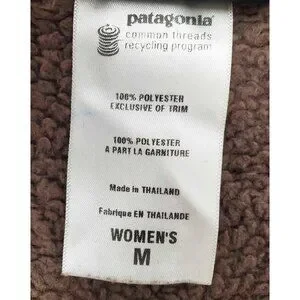 patagonia®
common threads
recycling program
100% POLYESTER
EXCLUSIVE OF TRIM
100% POLYESTER
A PART LA GARNITURE
Made in THAILAND
Fabrique EN THAILANDE
WOMEN'S
M